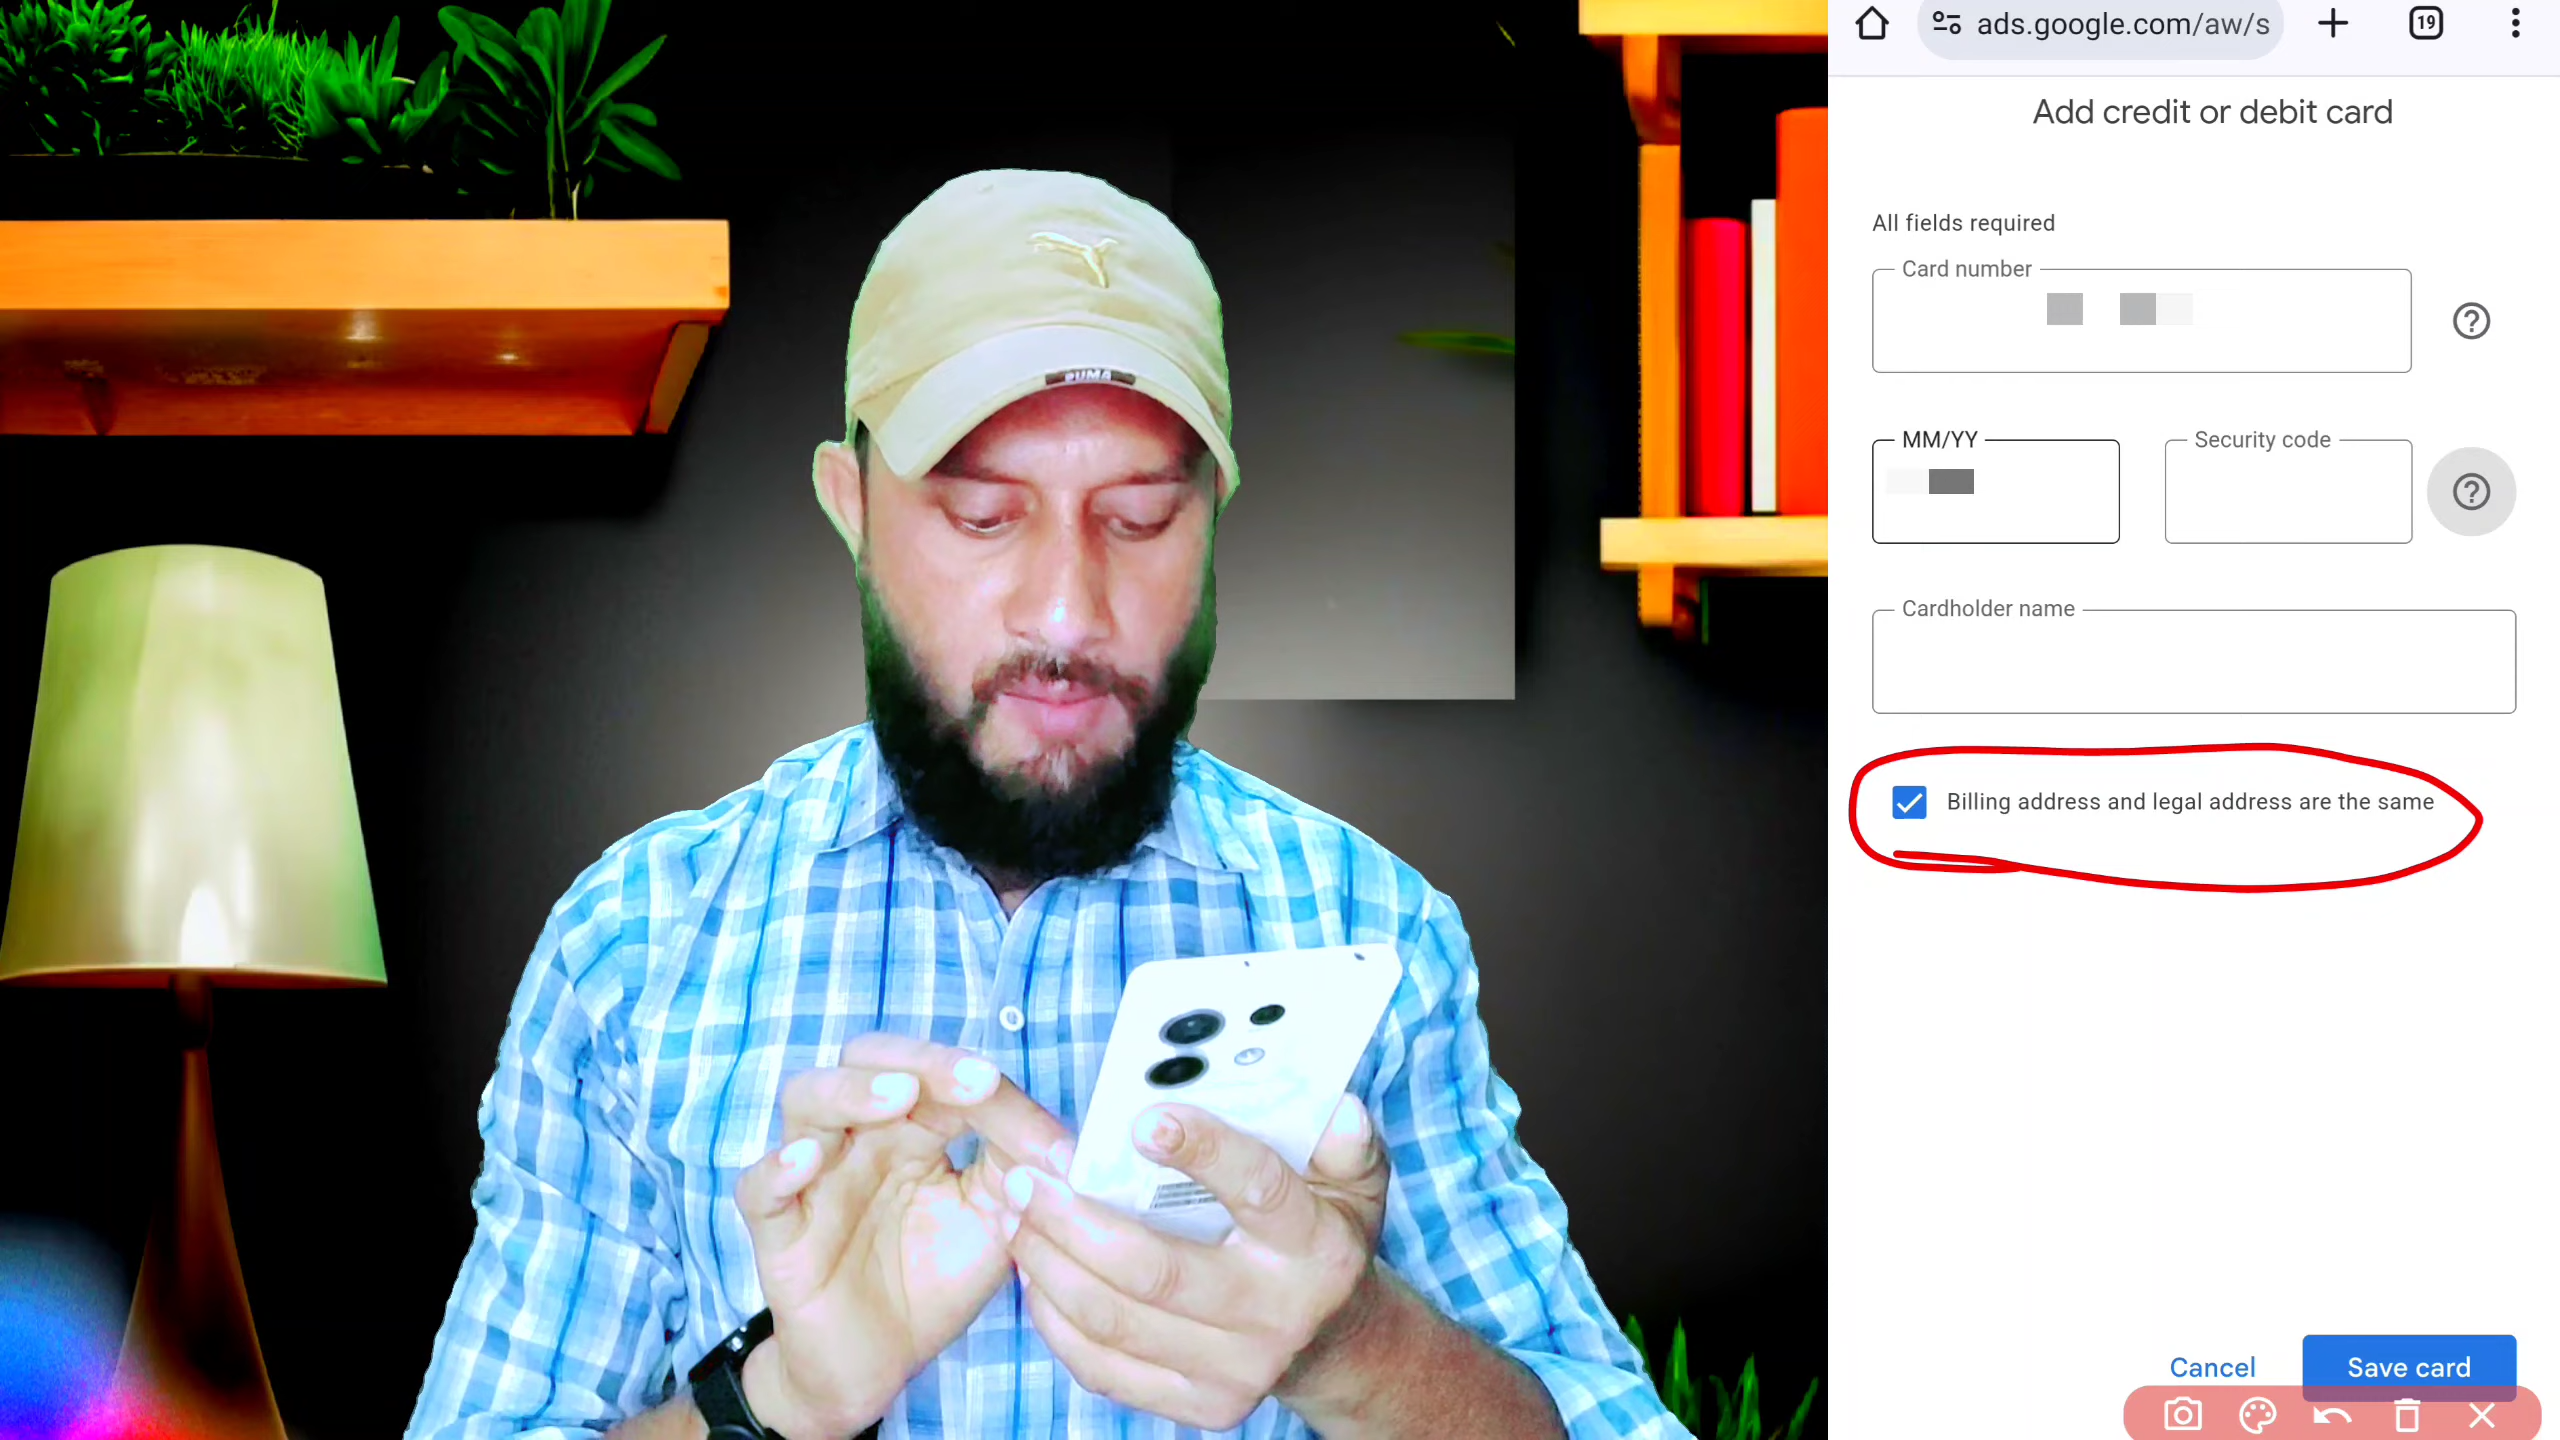 PUMA
ads.google.com/aw/s
19
Add credit or debit card
All fields required
Card number
MM/YY
Security code
Cardholder name
Billing address and legal address are the same
Cancel
Save card